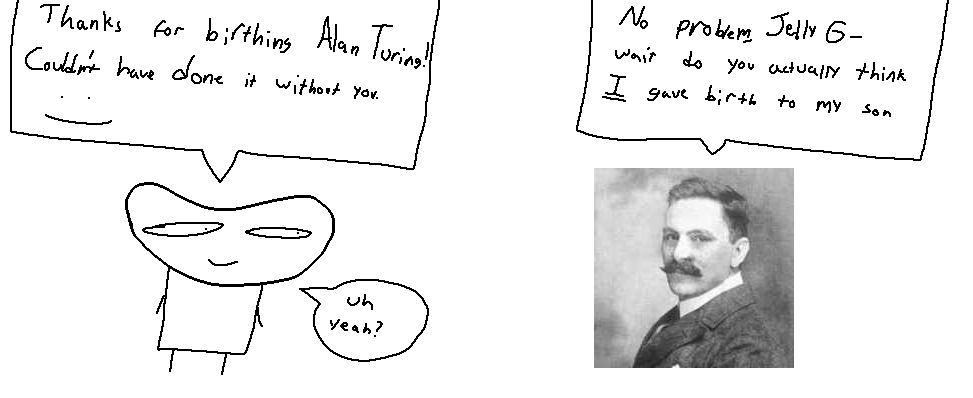 Thanks for birthing Alan Turing!
Couldn't have done it without you.
No problem Jelly G-
wait do you actually think
I gave birth to my son
uh
yeah?